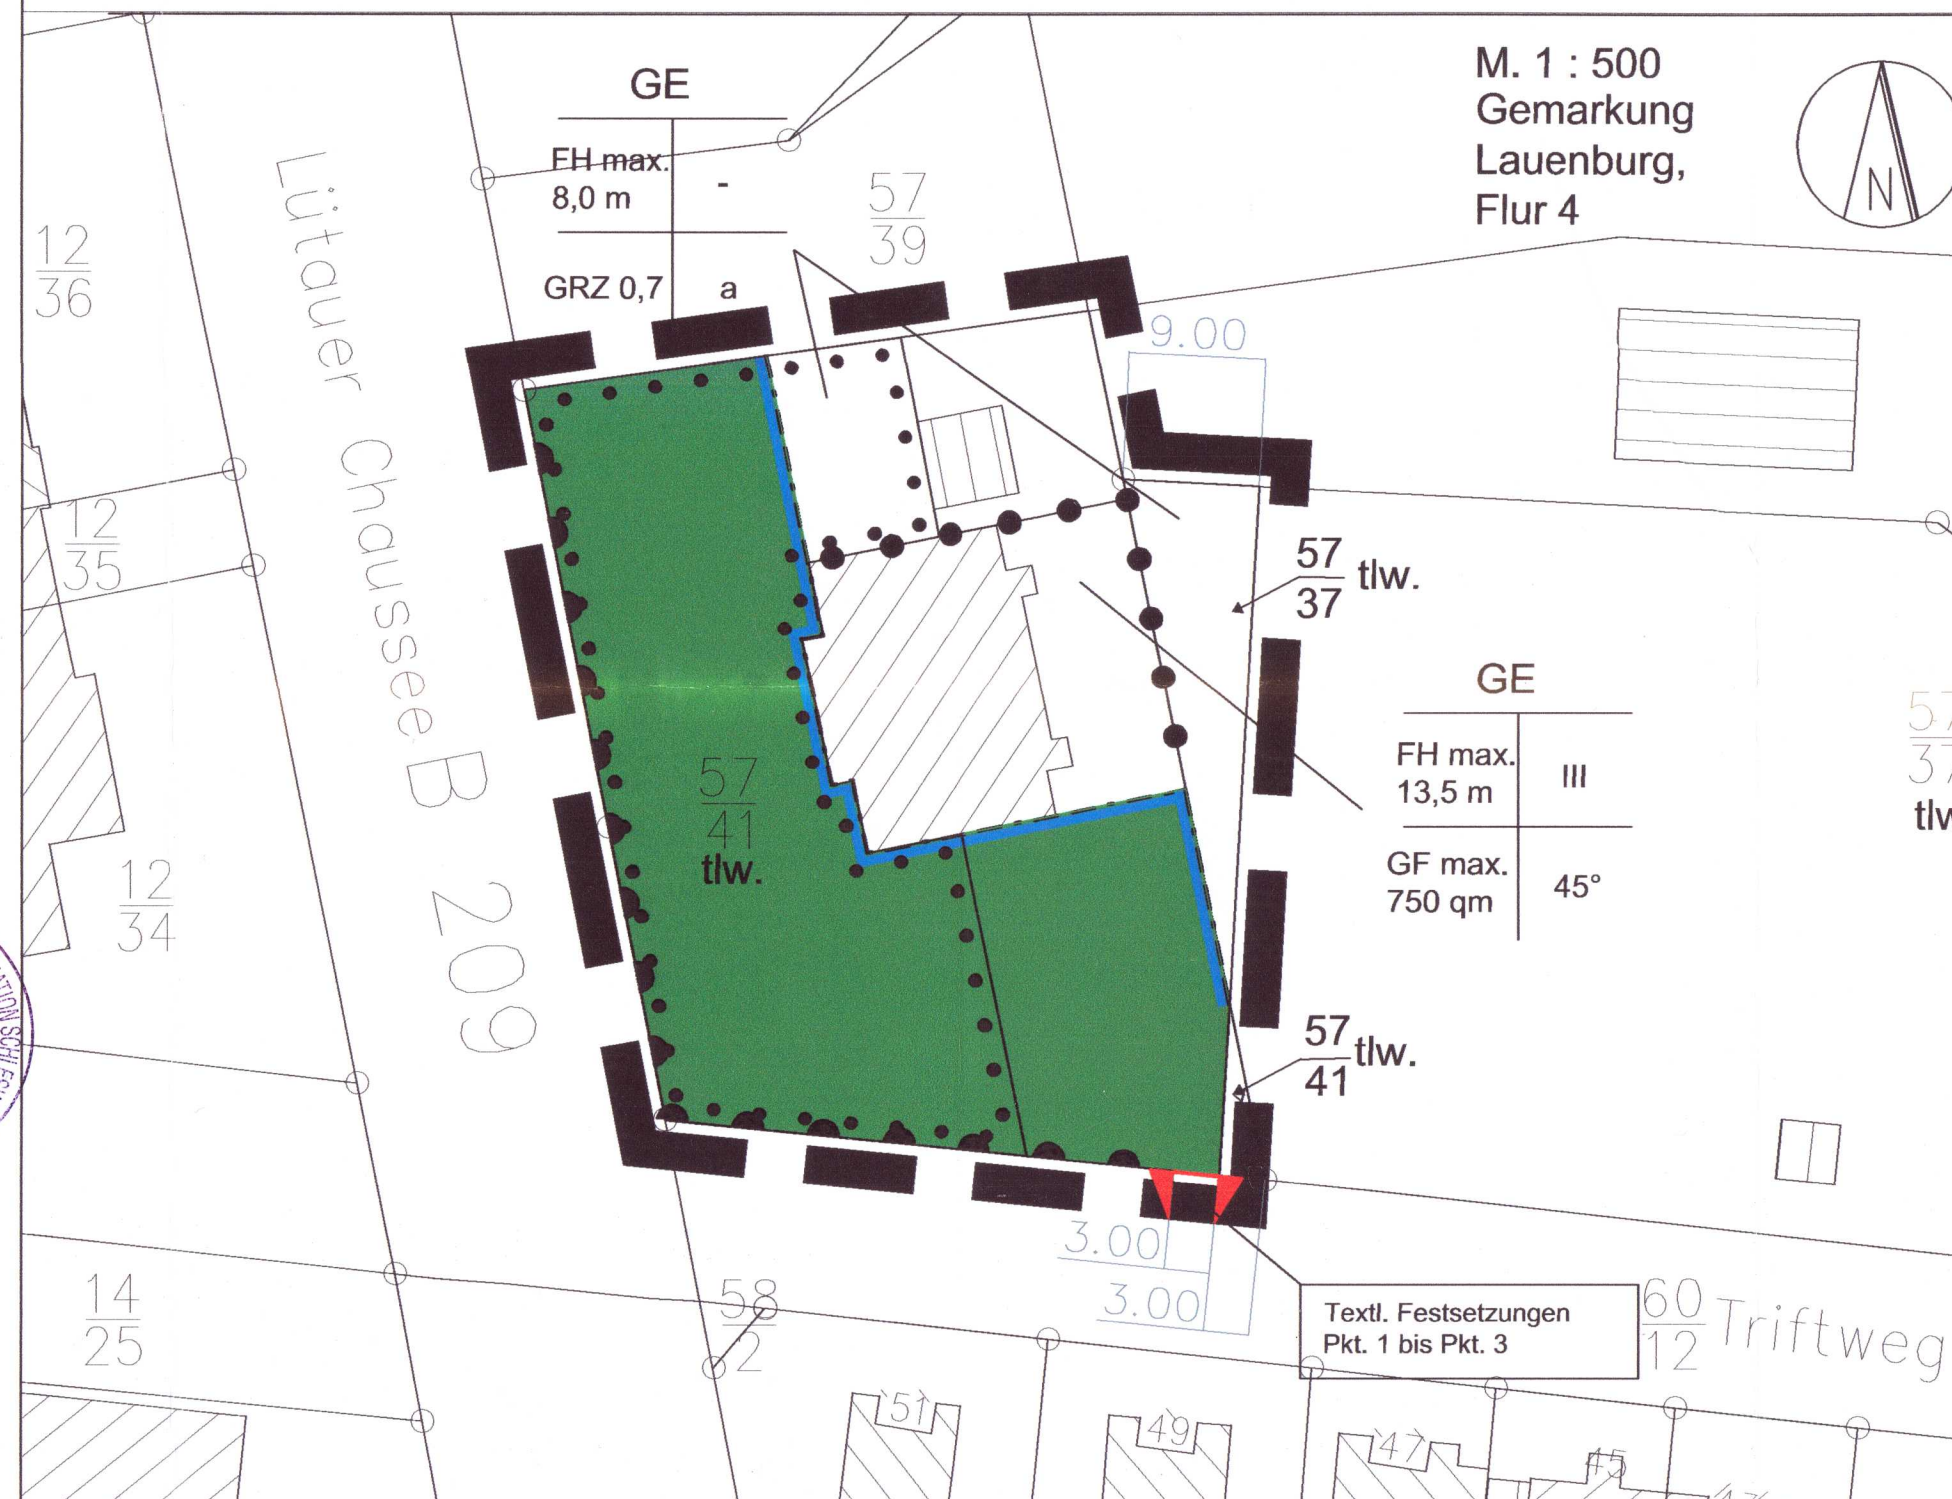 M. 1 : 500
Gemarkung
Lauenburg,
Flur 4
N
GE
FH max.
8,0 m
-
GRZ 0,7
a
57
39
12
36
Lütauer Chaussee B 209
9.00
12
35
57
37
tlw.
GE
FH max.
13,5 m
III
GF max.
750 qm
45°
57
41
tlw.
12
34
57
41
tlw.
3.00
3.00
Textl. Festsetzungen
Pkt. 1 bis Pkt. 3
60
12
Triftweg
58
2
14
25
51
49
47
45